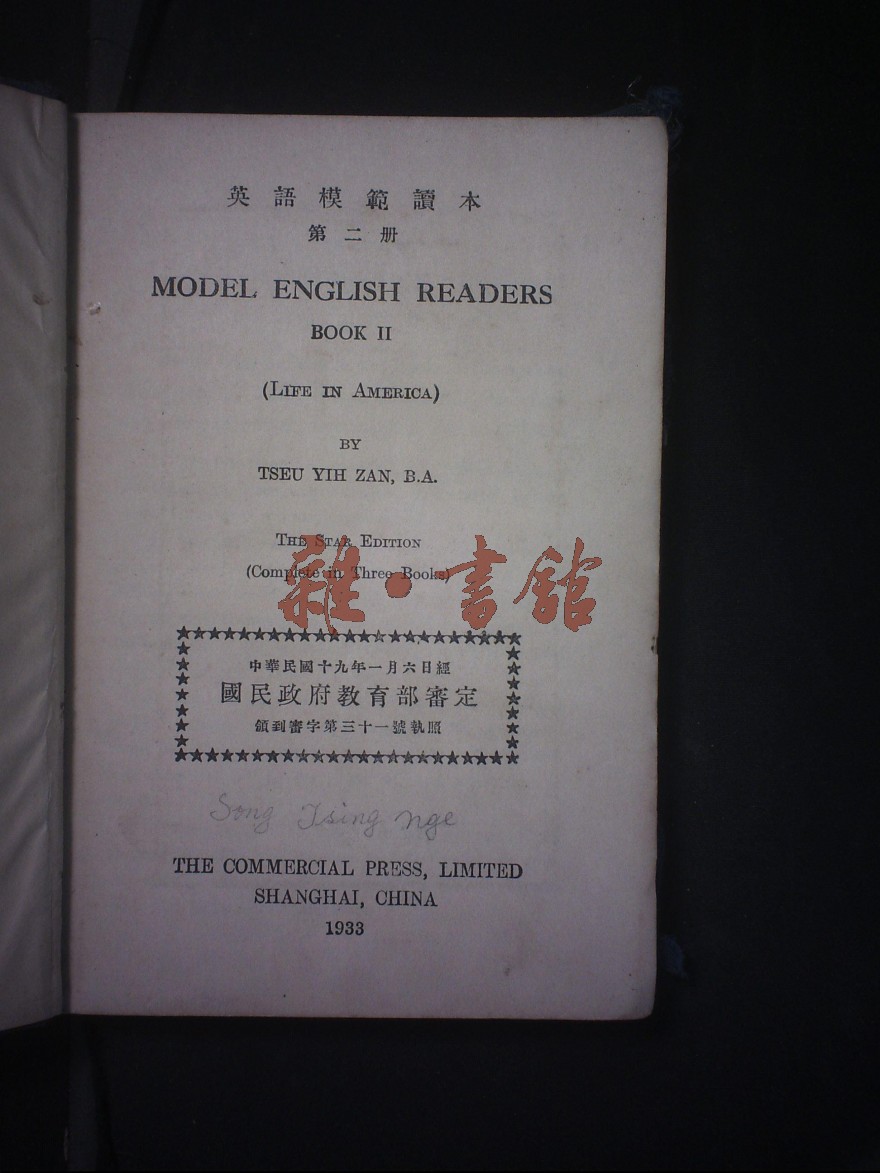 英語模範讀本
第二册
MODEL ENGLISH READERS
BOOK II
(LIFE IN AMERICA)
BY
TSEU YIH ZAN, B.A.
THE STAR EDITION
(Complete in Three Books)
雜·書館
中華民國十九年一月六日經
國民政府教育部審定
領到審字第三十一號執照
Song Tsing nge
THE COMMERCIAL PRESS, LIMITED
SHANGHAI, CHINA
1933